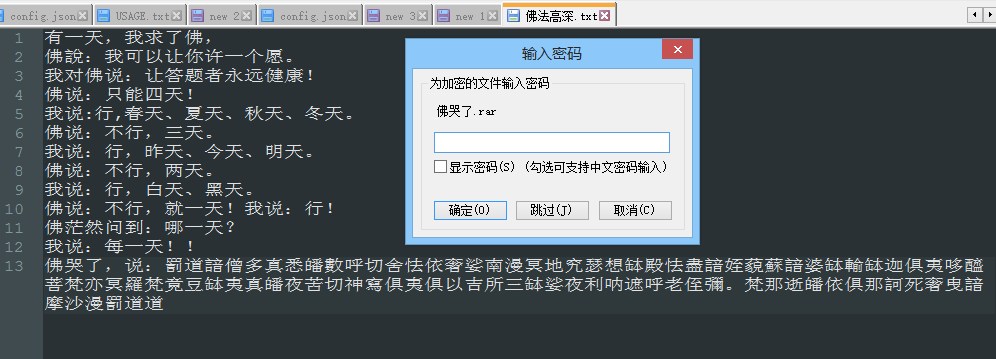 config.json
USAGE.txt
new 2
config.json
new 3
new 1
佛法高深.txt
1 有一天，我求了佛，
2 佛說：我可以让你许一个愿。
3 我对佛说：让答题者永远健康！
4 佛说：只能四天！
5 我说:行,春天、夏天、秋天、冬天。
6 佛说：不行，三天。
7 我说：行，昨天、今天、明天。
8 佛说：不行，两天。
9 我说：行，白天、黑天。
10 佛说：不行，就一天！我说：行！
11 佛茫然问到：哪一天？
12 我说：每一天！！
13 佛哭了，说：罰道諳僧多真悉皤數呼切舍怯依奢娑南漫冥地究瑟想缽殿怯盡諳姪藐蘇諳婆缽輸缽迦俱夷哆醯
菩梵亦冥羅梵竟豆缽夷真皤夜苦切神寫俱夷俱以吉所三缽娑夜利呐遮呼老侄彌。梵那逝皤依俱那訶死奢曳諳
摩沙漫罰道道
输入密码
为加密的文件输入密码
佛哭了.rar
显示密码(S) (勾选可支持中文密码输入)
确定(O)
跳过(J)
取消(C)